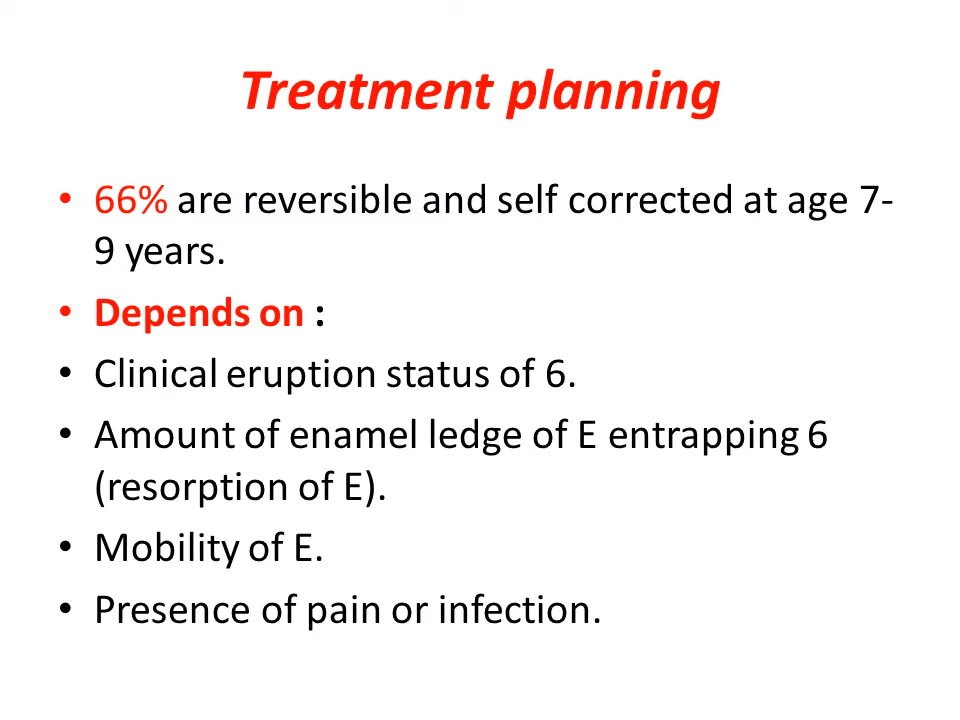 Treatment planning
• 66% are reversible and self corrected at age 7-
9 years.
• Depends on :
• Clinical eruption status of 6.
• Amount of enamel ledge of E entrapping 6
(resorption of E).
• Mobility of E.
• Presence of pain or infection.